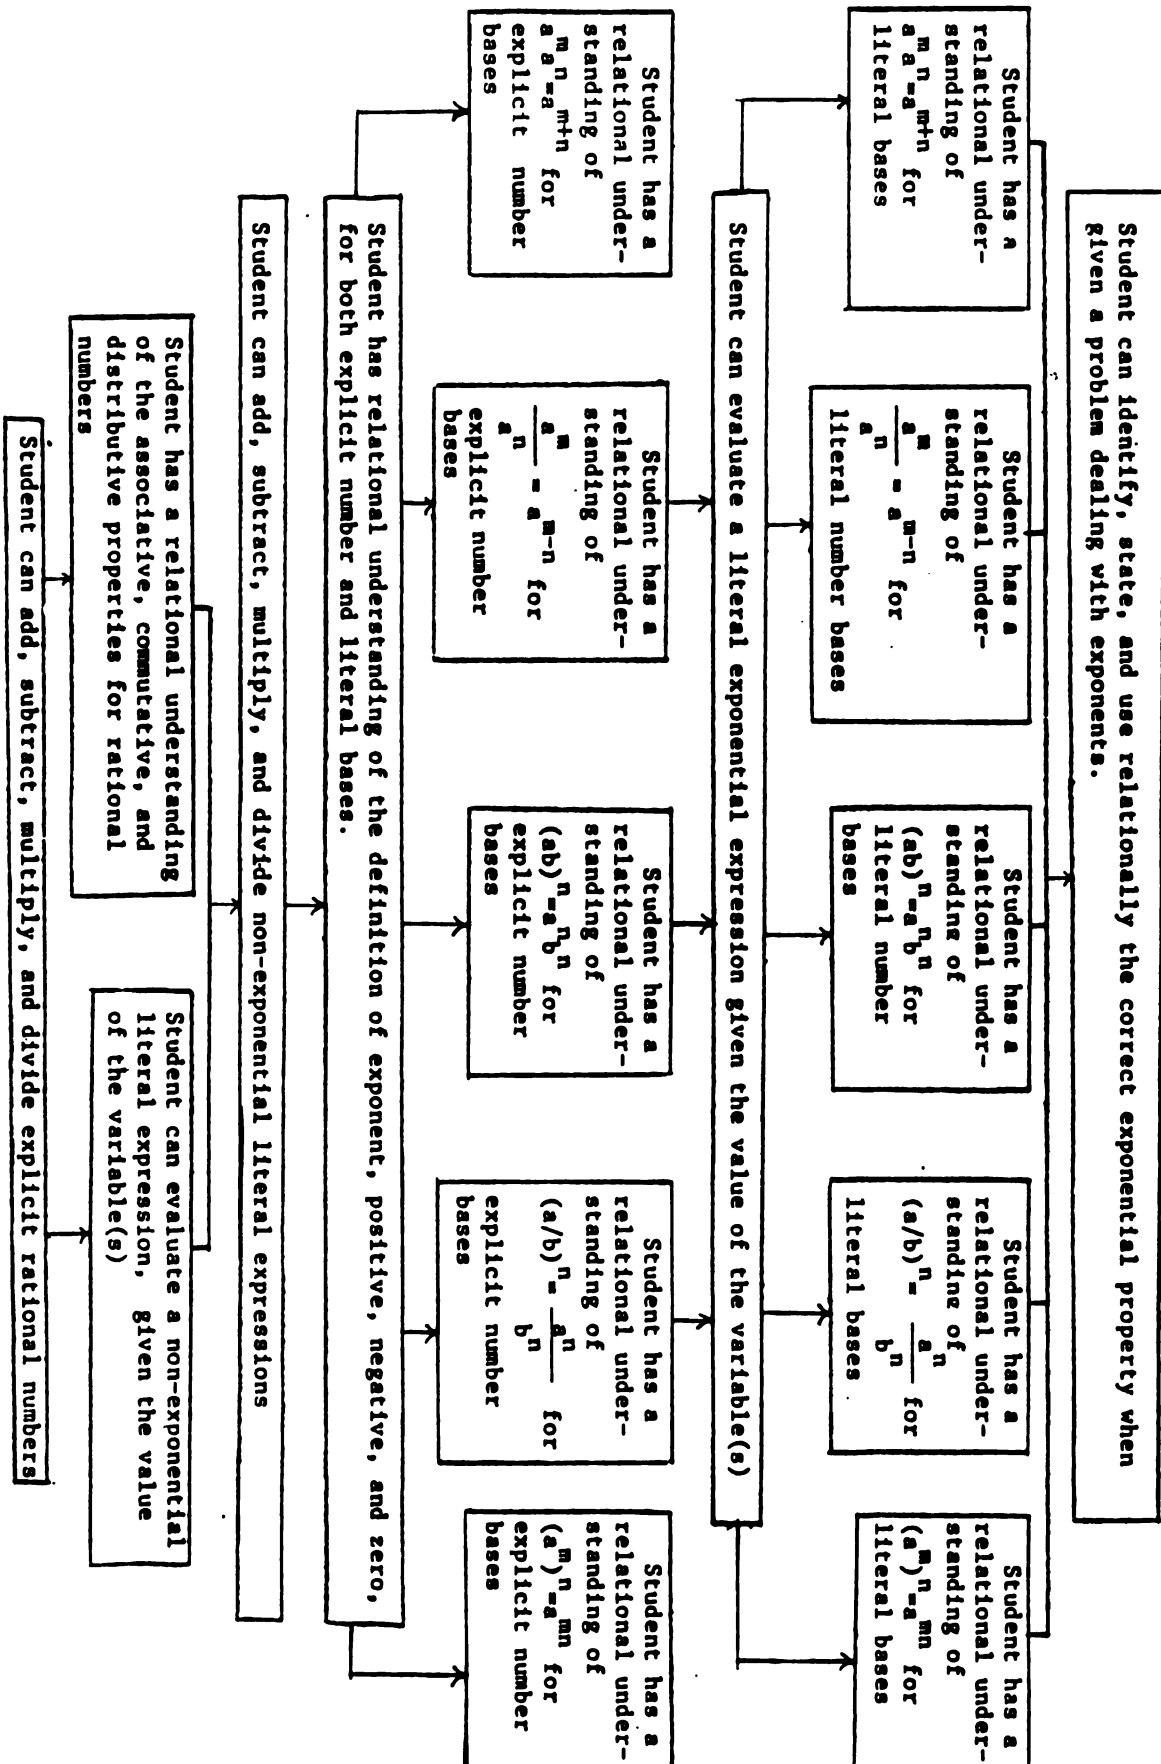 Student can identify, state, and use relationally the correct exponential property when
given a problem dealing with exponents.
Student has a
relational under-
standing of
a^m a^n=a^m+n for
literal bases
Student has a
relational under-
standing of
a^m
a^n
= a^m-n for
literal number bases
Student has a
relational under-
standing of
(ab)^n=a^n b^n for
literal number
bases
Student has a
relational under-
standing of
(a/b)^n= a^n
b^n
for
literal bases
Student has a
relational under-
standing of
(a^m)^n=a^mn for
literal bases
Student can evaluate a literal exponential expression given the value of the variable(s)
Student has a
relational under-
standing of
a^m a^n=a^m+n for
explicit number
bases
Student has a
relational under-
standing of
a^m
a^n
= a^m-n for
explicit number
bases
Student has a
relational under-
standing of
(ab)^n=a^n b^n for
explicit number
bases
Student has a
relational under-
standing of
(a/b)^n= a^n
b^n
for
explicit number
bases
Student has a
relational under-
standing of
(a^m)^n=a^mn for
explicit number
bases
Student has relational understanding of the definition of exponent, positive, negative, and zero,
for both explicit number and literal bases.
Student can add, subtract, multiply, and divide non-exponential literal expressions
Student has a relational understanding
of the associative, commutative, and
distributive properties for rational
numbers
Student can evaluate a non-exponential
literal expression, given the value
of the variable(s)
Student can add, subtract, multiply, and divide explicit rational numbers